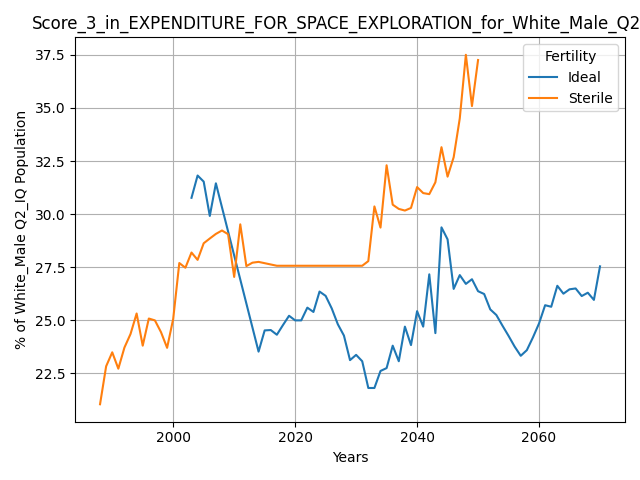 Score_3_in_EXPENDITURE_FOR_SPACE_EXPLORATION_for_White_Male_Q2
% of White_Male Q2_IQ Population
37.5
35.0
32.5
30.0
27.5
25.0
22.5
Fertility
Ideal
Sterile
2000 2020 2040 2060
Years